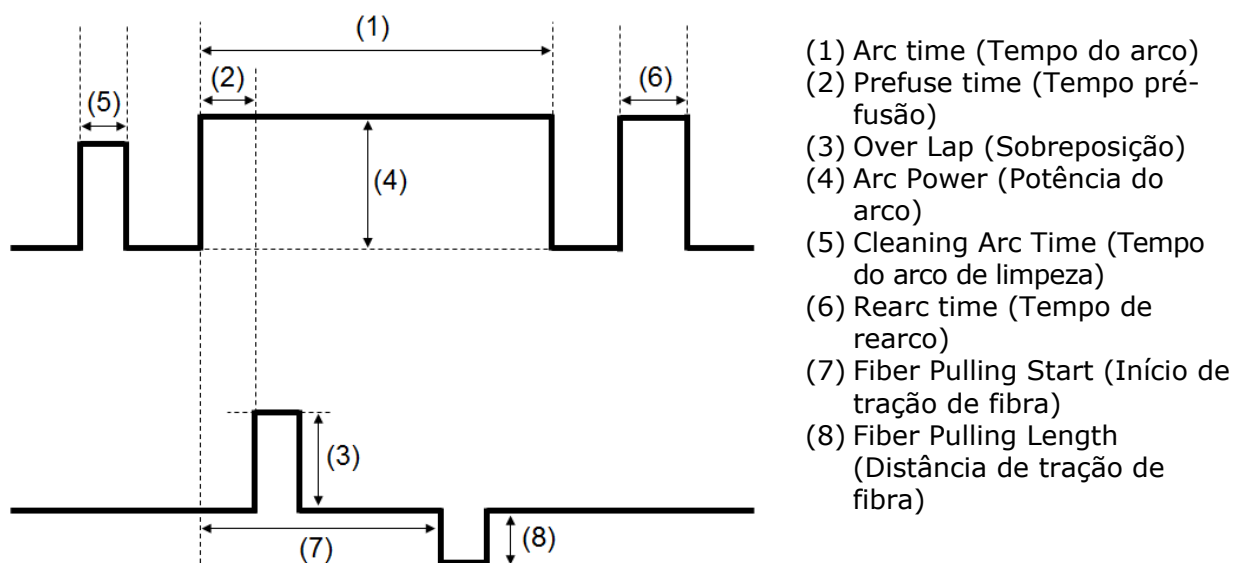 (1)
(2)
(5)
(6)
(4)
(3)
(7)
(8)
(1) Arc time (Tempo do arco)
(2) Prefuse time (Tempo pré-
fusão)
(3) Over Lap (Sobreposição)
(4) Arc Power (Potência do
arco)
(5) Cleaning Arc Time (Tempo
do arco de limpeza)
(6) Rearc time (Tempo de
rearco)
(7) Fiber Pulling Start (Início de
tração de fibra)
(8) Fiber Pulling Length
(Distância de tração de
fibra)